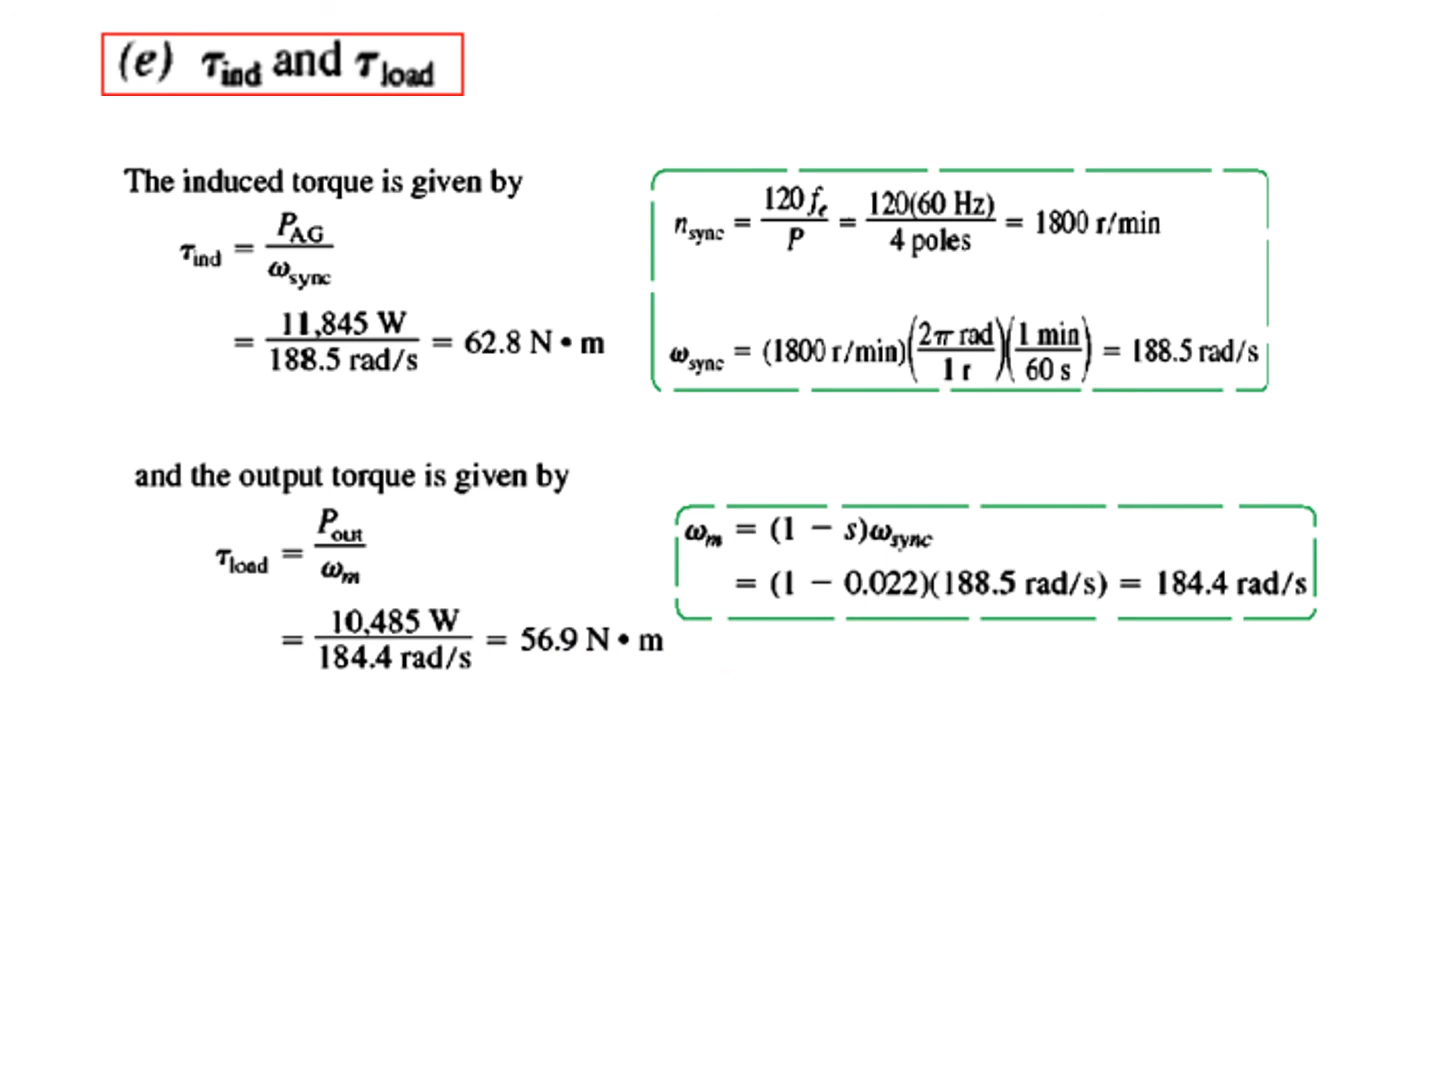 (e) τind and τload
The induced torque is given by
τind = PAG / ωsync
= 11,845 W / 188.5 rad/s = 62.8 N • m
nsync = 120 fe / P = 120(60 Hz) / 4 poles = 1800 r/min
ωsync = (1800 r/min)(2π rad / 1 r)(1 min / 60 s) = 188.5 rad/s
and the output torque is given by
τload = Pout / ωm
= 10,485 W / 184.4 rad/s = 56.9 N • m
ωm = (1 − s)ωsync
= (1 − 0.022)(188.5 rad/s) = 184.4 rad/s